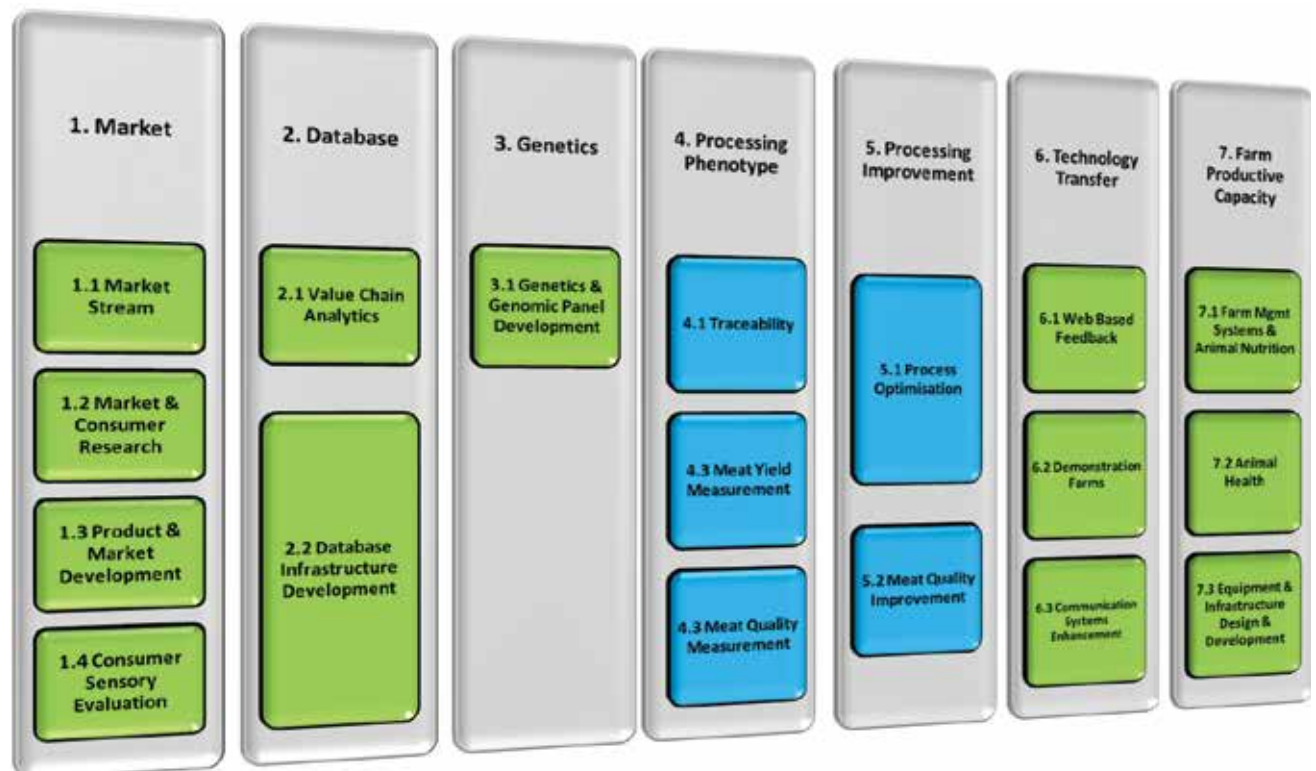 1. Market
1.1 Market
Stream
1.2 Market &
Consumer
Research
1.3 Product &
Market
Development
1.4 Consumer
Sensory
Evaluation
2. Database
2.1 Value Chain
Analytics
2.2 Database
Infrastructure
Development
3. Genetics
3.1 Genetics &
Genomic Panel
Development
4. Processing
Phenotype
4.1 Traceability
4.3 Meat Yield
Measurement
4.3 Meat Quality
Measurement
5. Processing
Improvement
5.1 Process
Optimisation
5.2 Meat Quality
Improvement
6. Technology
Transfer
6.1 Web Based
Feedback
6.2 Demonstration
Farms
6.3 Communication
Systems
Enhancement
7. Farm
Productive
Capacity
7.1 Farm Mgmt
Systems &
Animal Nutrition
7.2 Animal
Health
7.3 Equipment &
Infrastructure
Design &
Development